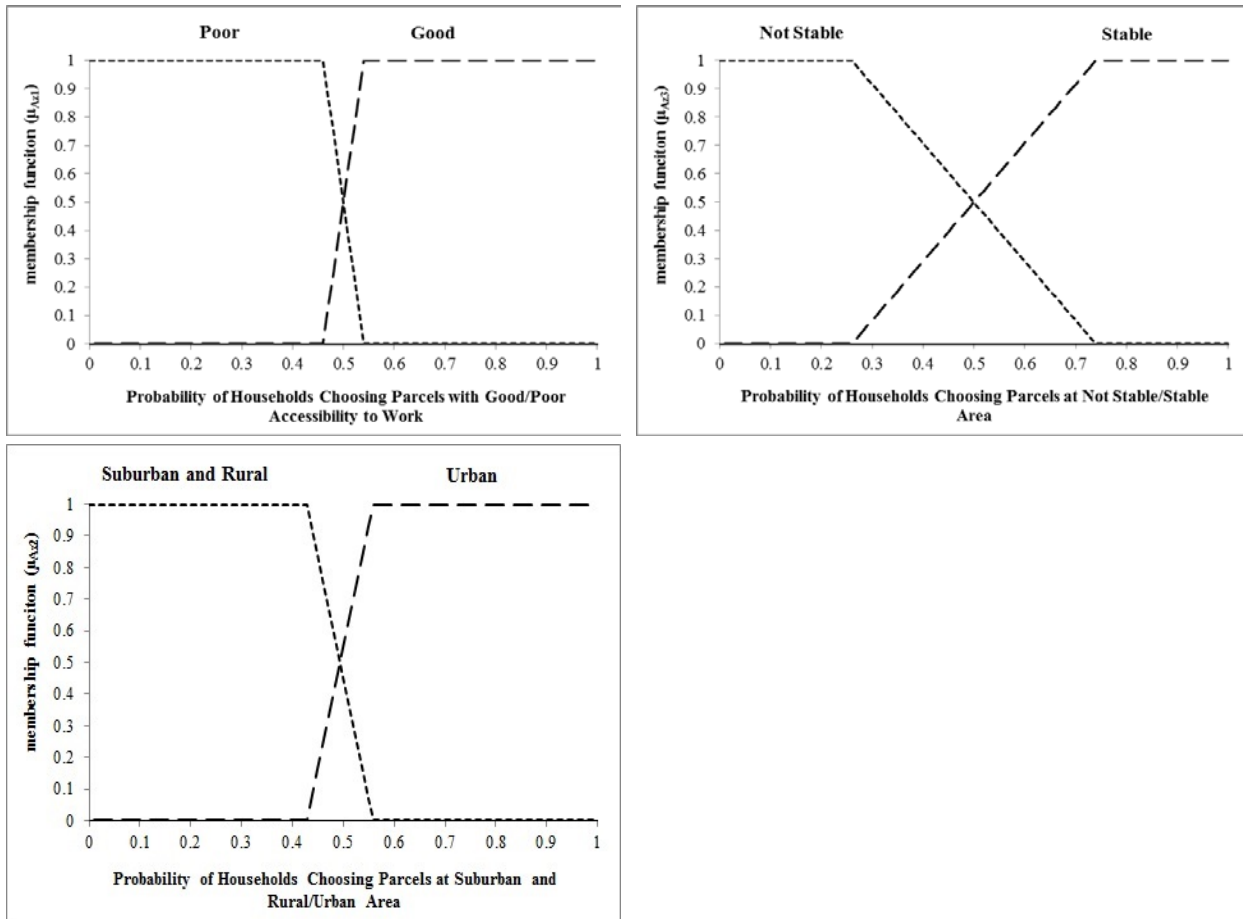 Poor Good
membership funciton (μAz1)
1
0.9
0.8
0.7
0.6
0.5
0.4
0.3
0.2
0.1
0
0 0.1 0.2 0.3 0.4 0.5 0.6 0.7 0.8 0.9 1
Probability of Households Choosing Parcels with Good/Poor
Accessibility to Work
Not Stable Stable
membership funciton (μAz3)
1
0.9
0.8
0.7
0.6
0.5
0.4
0.3
0.2
0.1
0
0 0.1 0.2 0.3 0.4 0.5 0.6 0.7 0.8 0.9 1
Probability of Households Choosing Parcels at Not Stable/Stable
Area
Suburban and Rural Urban
membership funciton (μAz2)
1
0.9
0.8
0.7
0.6
0.5
0.4
0.3
0.2
0.1
0
0 0.1 0.2 0.3 0.4 0.5 0.6 0.7 0.8 0.9 1
Probability of Households Choosing Parcels at Suburban and
Rural/Urban Area